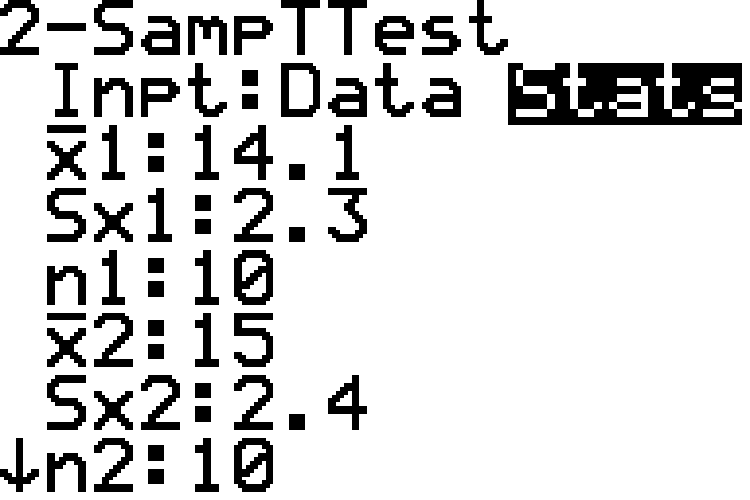 2-SampTTest
Inpt:Data Stats
x̄1:14.1
Sx1:2.3
n1:10
x̄2:15
Sx2:2.4
↓n2:10